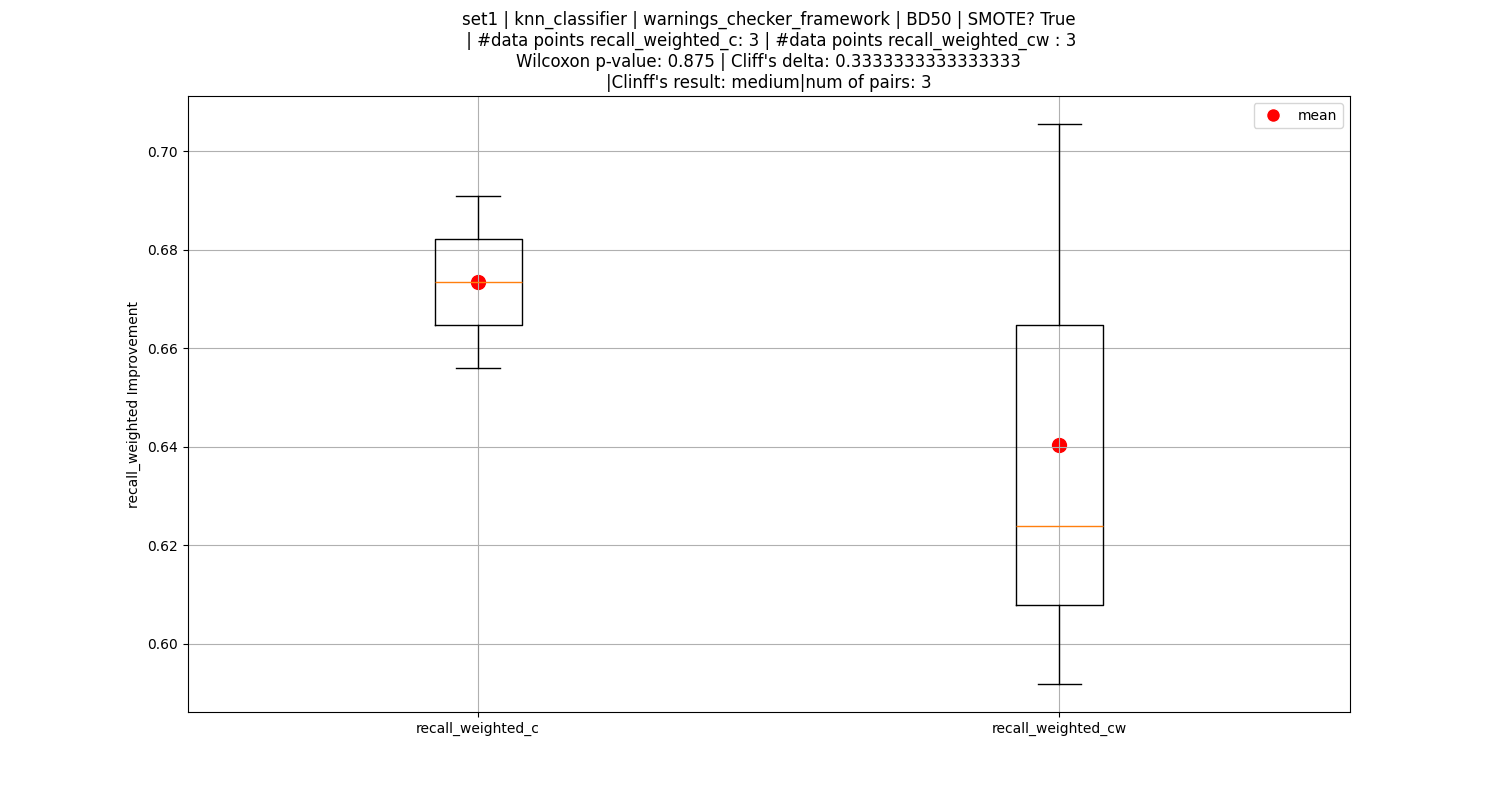 set1 | knn_classifier | warnings_checker_framework | BD50 | SMOTE? True
| #data points recall_weighted_c: 3 | #data points recall_weighted_cw : 3
Wilcoxon p-value: 0.875 | Cliff's delta: 0.3333333333333333
|Clinff's result: medium|num of pairs: 3
mean
0.70
0.68
0.66
0.64
0.62
0.60
recall_weighted Improvement
recall_weighted_c
recall_weighted_cw